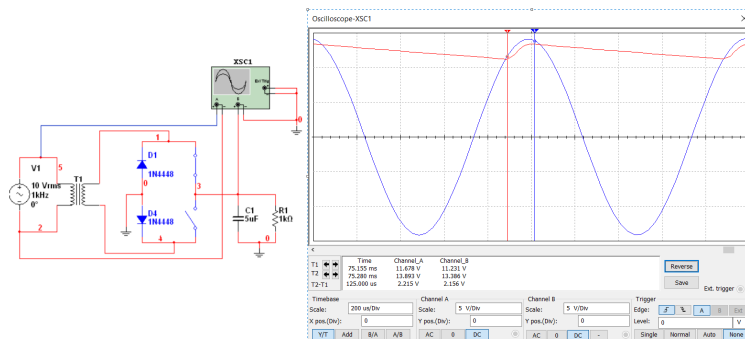 Oscilloscope-XSC1
XSC1
Ext Trig
A
B
0
1
5
V1
T1
D1
1N4448
10 Vrms
1kHz
0°
0
3
D4
1N4448
C1
5uF
R1
1kΩ
2
4
0
T1
T2
T2-T1
Time
Channel_A
Channel_B
75.155 ms
11.678 V
11.231 V
75.280 ms
13.893 V
13.386 V
125.000 us
2.215 V
2.156 V
Reverse
Save
Ext. trigger
Timebase
Scale:
200 us/Div
X pos.(Div):
0
Y/T
Add
B/A
A/B
Channel A
Scale:
5 V/Div
Y pos.(Div):
0
AC
0
DC
Channel B
Scale:
5 V/Div
Y pos.(Div):
0
AC
0
DC
-
Trigger
Edge:
A
B
Ext
Level:
0
V
Single
Normal
Auto
None